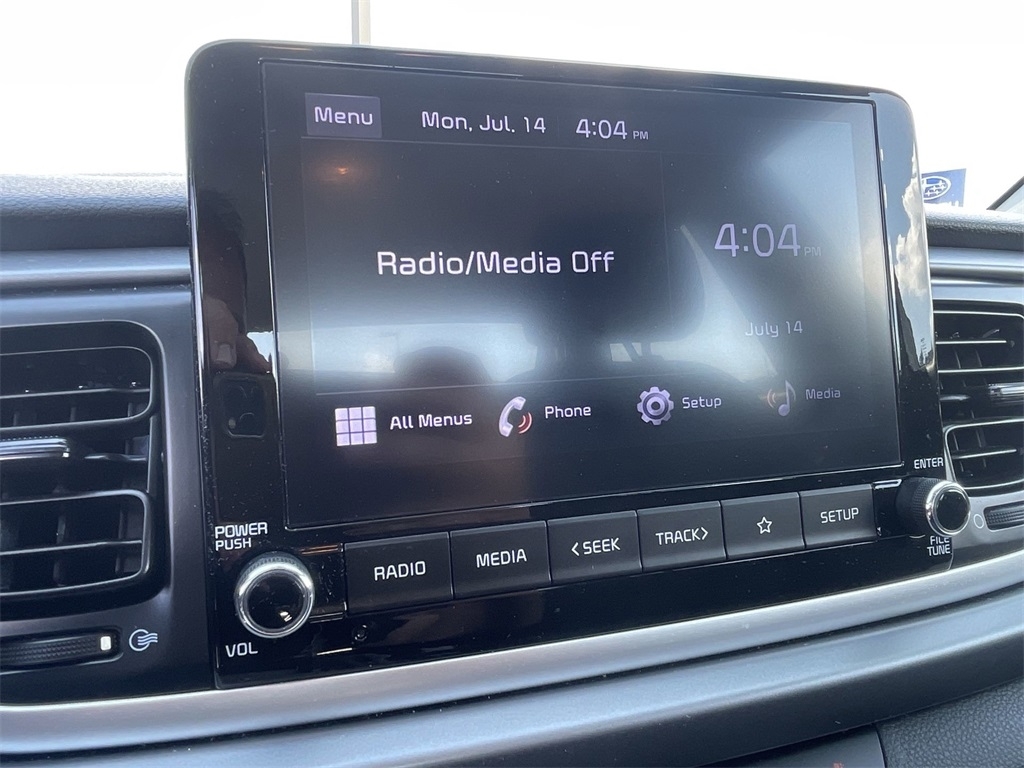 Menu Mon, Jul. 14 4:04 PM
Radio/Media Off
4:04 PM
July 14
All Menus Phone Setup Media
POWER
PUSH
VOL
RADIO MEDIA <SEEK TRACK> SETUP
ENTER
FILE
TUNE